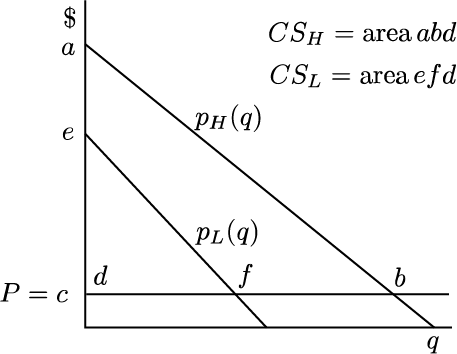 $
CS_H = area abd
a
CS_L = area efd
p_H(q)
e
p_L(q)
d
f
b
P = c
q